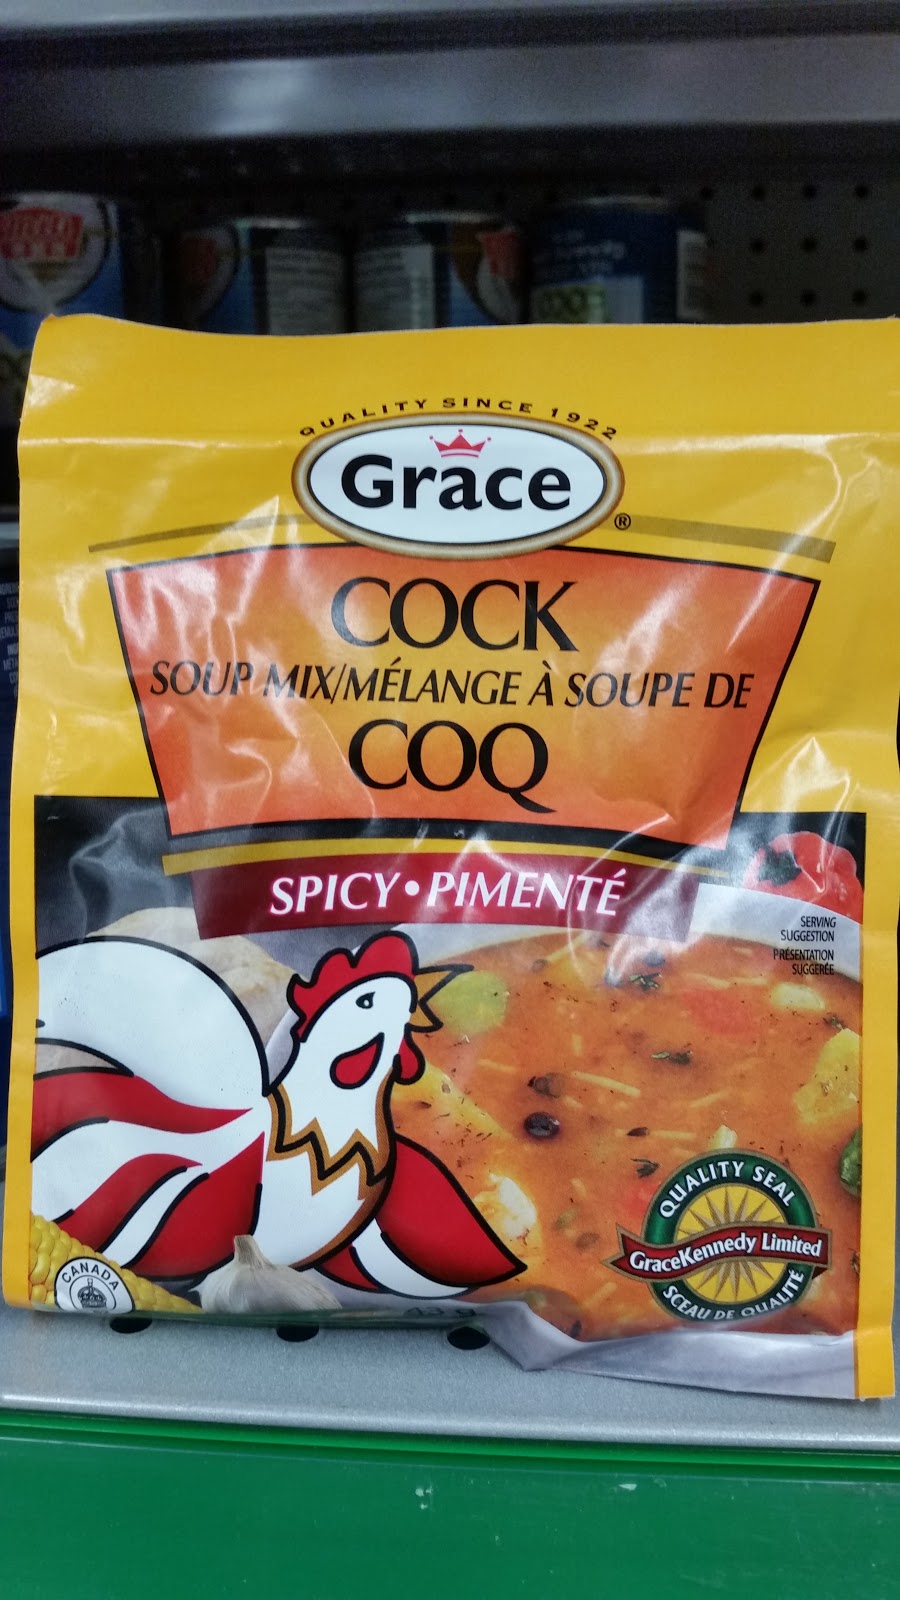 QUALITY SINCE 1922
Grace
®
COCK
SOUP MIX/MÉLANGE À SOUPE DE
COQ
SPICY • PIMENTÉ
SERVING
SUGGESTION
PRÉSENTATION
SUGGÉRÉE
QUALITY SEAL
GraceKennedy Limited
SCEAU DE QUALITÉ
CANADA
43 g